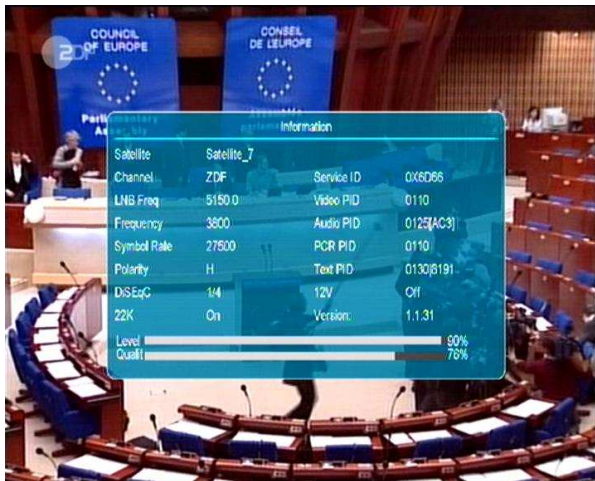 COUNCIL
OF EUROPE
CONSEIL
DE L'EUROPE
ZDF
Information
Satellite Satellite_7
Channel ZDF Service ID 0X6D66
LNB Freq 5150 0 Video PID 0110
Frequency 3800 Audio PID 0125[AC3]
Symbol Rate 27500 PCR PID 0110
Polarity H Text PID 0130|8191
DiSEqC 1/4 12V Off
22K On Version: 1.1.31
Level 90%
Qualit 76%